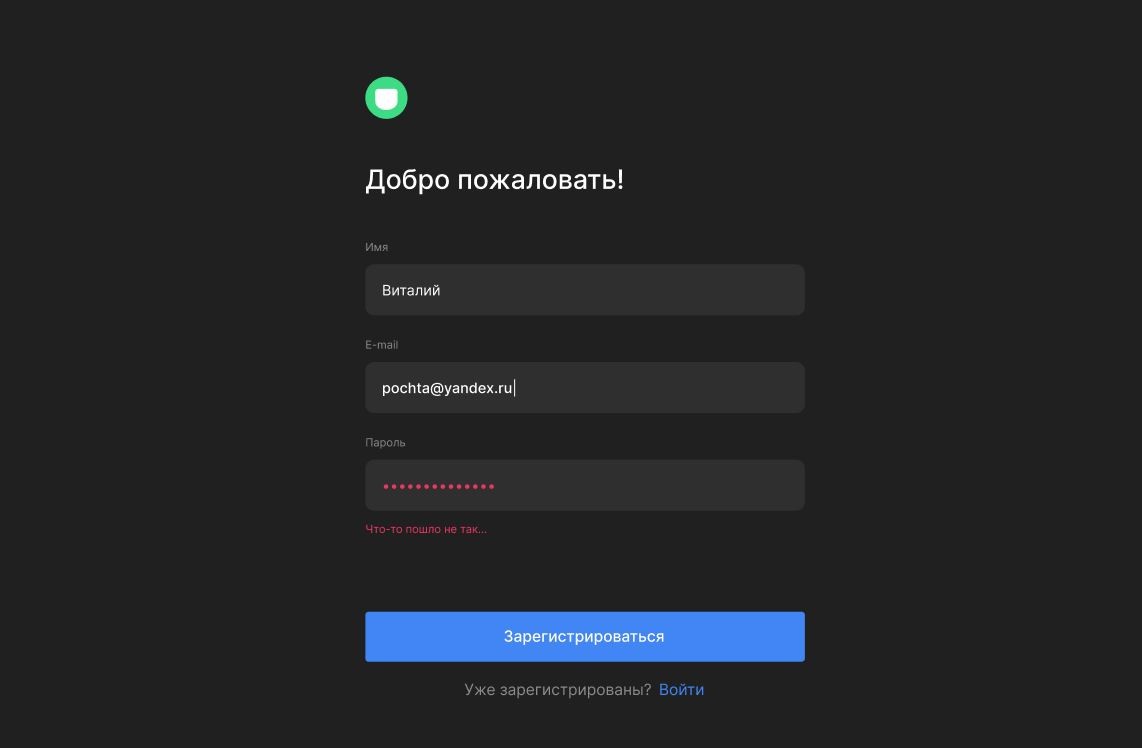 Добро пожаловать!
Имя
Виталий
E-mail
pochta@yandex.ru
Пароль
••••••••••••••
Что-то пошло не так...
Зарегистрироваться
Уже зарегистрированы? Войти